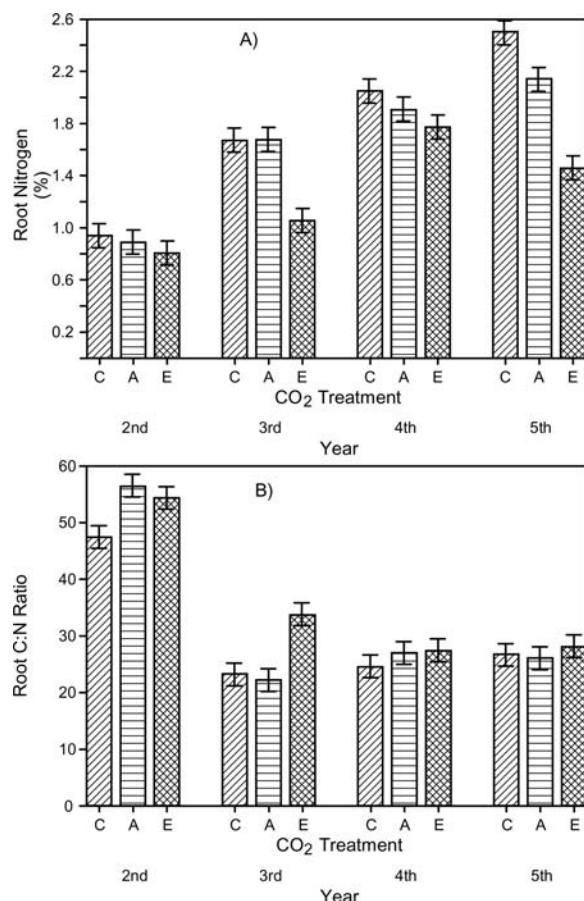 A)
Root Nitrogen
(%)
2.6
2.2
1.8
1.4
1.0
0.6
0.2
C A E C A E C A E C A E
CO2 Treatment
2nd 3rd 4th 5th
Year
B)
Root C:N Ratio
60
50
40
30
20
10
0
C A E C A E C A E C A E
CO2 Treatment
2nd 3rd 4th 5th
Year